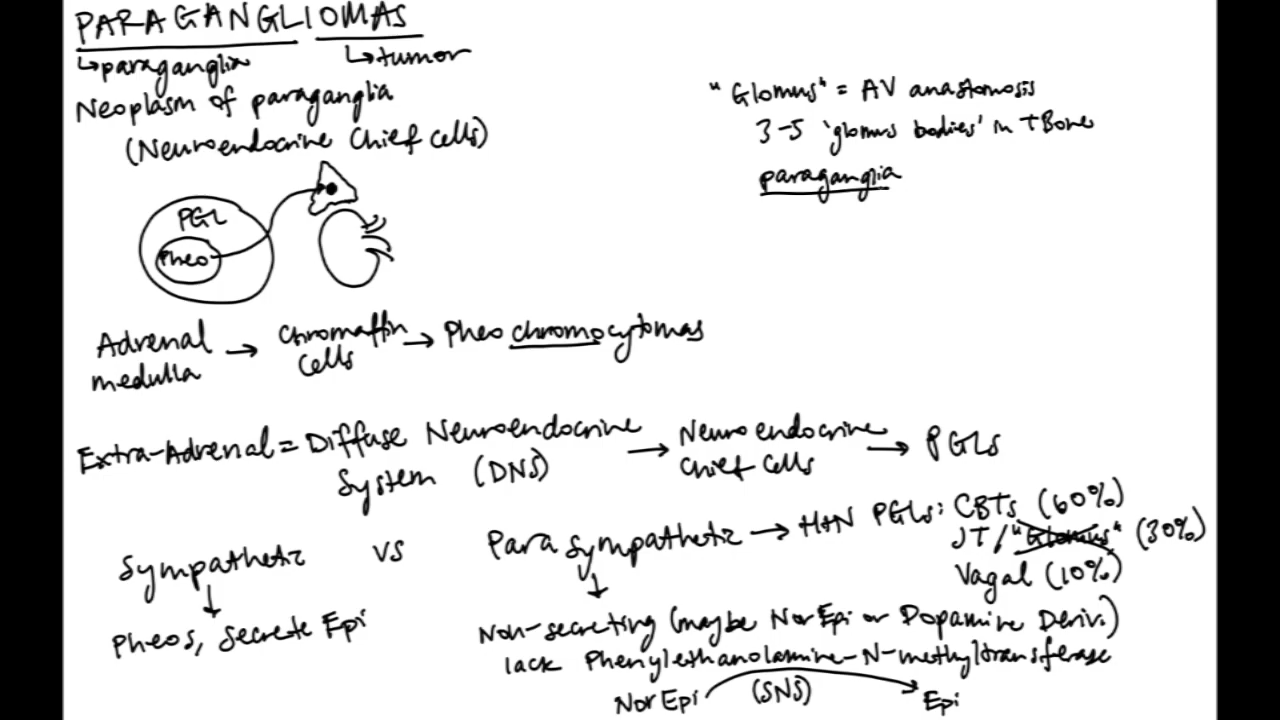 PARAGANGLIOMAS
↳paraganglia ↳tumor
Neoplasm of paraganglia
(Neuroendocrine Chief Cells)
"Glomus" = AV anastomosis
3-5 'glomus bodies' in TBone
paraganglia
PGL
Pheo
Adrenal medulla → Chromaffin cells → Pheochromocytomas
Extra-Adrenal = Diffuse Neuroendocrine System (DNS) → Neuroendocrine chief cells → PGLs
Sympathetic vs Parasympathetic → H+N PGLs: CBTs (60%)
JT/"Glomus" (30%)
Vagal (10%)
↓ ↓
Pheos, Secrete Epi
Non-secreting (maybe NorEpi or Dopamine Deriv.)
lack Phenylethanolamine-N-methyltransferase
NorEpi (SNS) → Epi